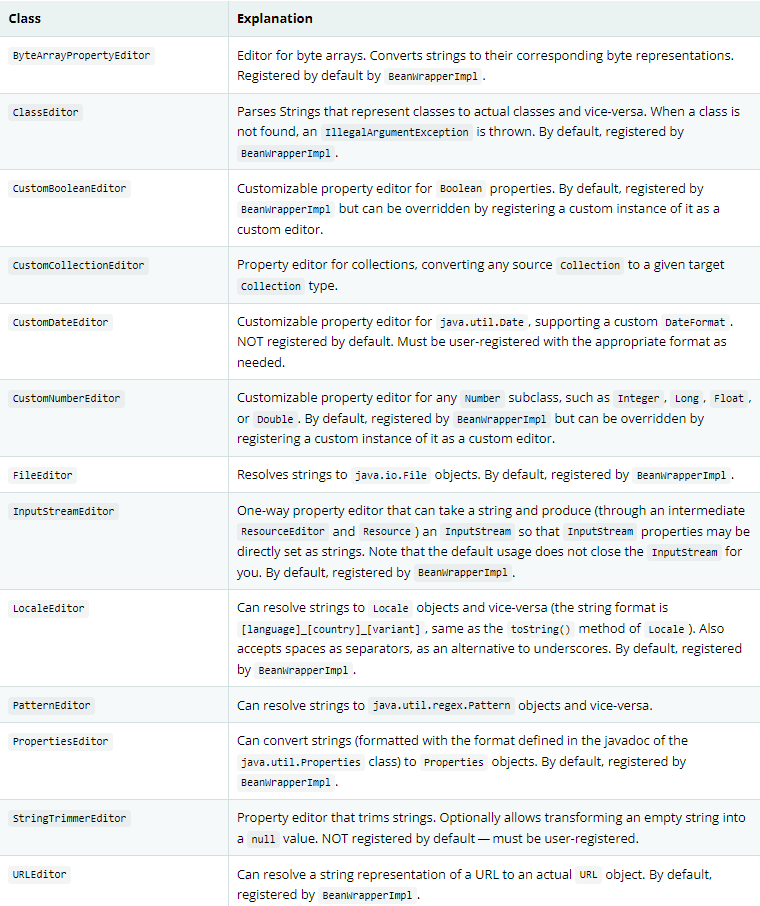 Class Explanation
ByteArrayPropertyEditor Editor for byte arrays. Converts strings to their corresponding byte representations.
Registered by default by BeanWrapperImpl .
ClassEditor Parses Strings that represent classes to actual classes and vice-versa. When a class is
not found, an IllegalArgumentException is thrown. By default, registered by
BeanWrapperImpl .
CustomBooleanEditor Customizable property editor for Boolean properties. By default, registered by
BeanWrapperImpl but can be overridden by registering a custom instance of it as a
custom editor.
CustomCollectionEditor Property editor for collections, converting any source Collection to a given target
Collection type.
CustomDateEditor Customizable property editor for java.util.Date , supporting a custom DateFormat .
NOT registered by default. Must be user-registered with the appropriate format as
needed.
CustomNumberEditor Customizable property editor for any Number subclass, such as Integer , Long , Float ,
or Double . By default, registered by BeanWrapperImpl but can be overridden by
registering a custom instance of it as a custom editor.
FileEditor Resolves strings to java.io.File objects. By default, registered by BeanWrapperImpl .
InputStreamEditor One-way property editor that can take a string and produce (through an intermediate
ResourceEditor and Resource ) an InputStream so that InputStream properties may be
directly set as strings. Note that the default usage does not close the InputStream for
you. By default, registered by BeanWrapperImpl .
LocaleEditor Can resolve strings to Locale objects and vice-versa (the string format is
[language]_[country]_[variant] , same as the toString() method of Locale ). Also
accepts spaces as separators, as an alternative to underscores. By default, registered
by BeanWrapperImpl .
PatternEditor Can resolve strings to java.util.regex.Pattern objects and vice-versa.
PropertiesEditor Can convert strings (formatted with the format defined in the javadoc of the
java.util.Properties class) to Properties objects. By default, registered by
BeanWrapperImpl .
StringTrimmerEditor Property editor that trims strings. Optionally allows transforming an empty string into
a null value. NOT registered by default — must be user-registered.
URLEditor Can resolve a string representation of a URL to an actual URL object. By default,
registered by BeanWrapperImpl .